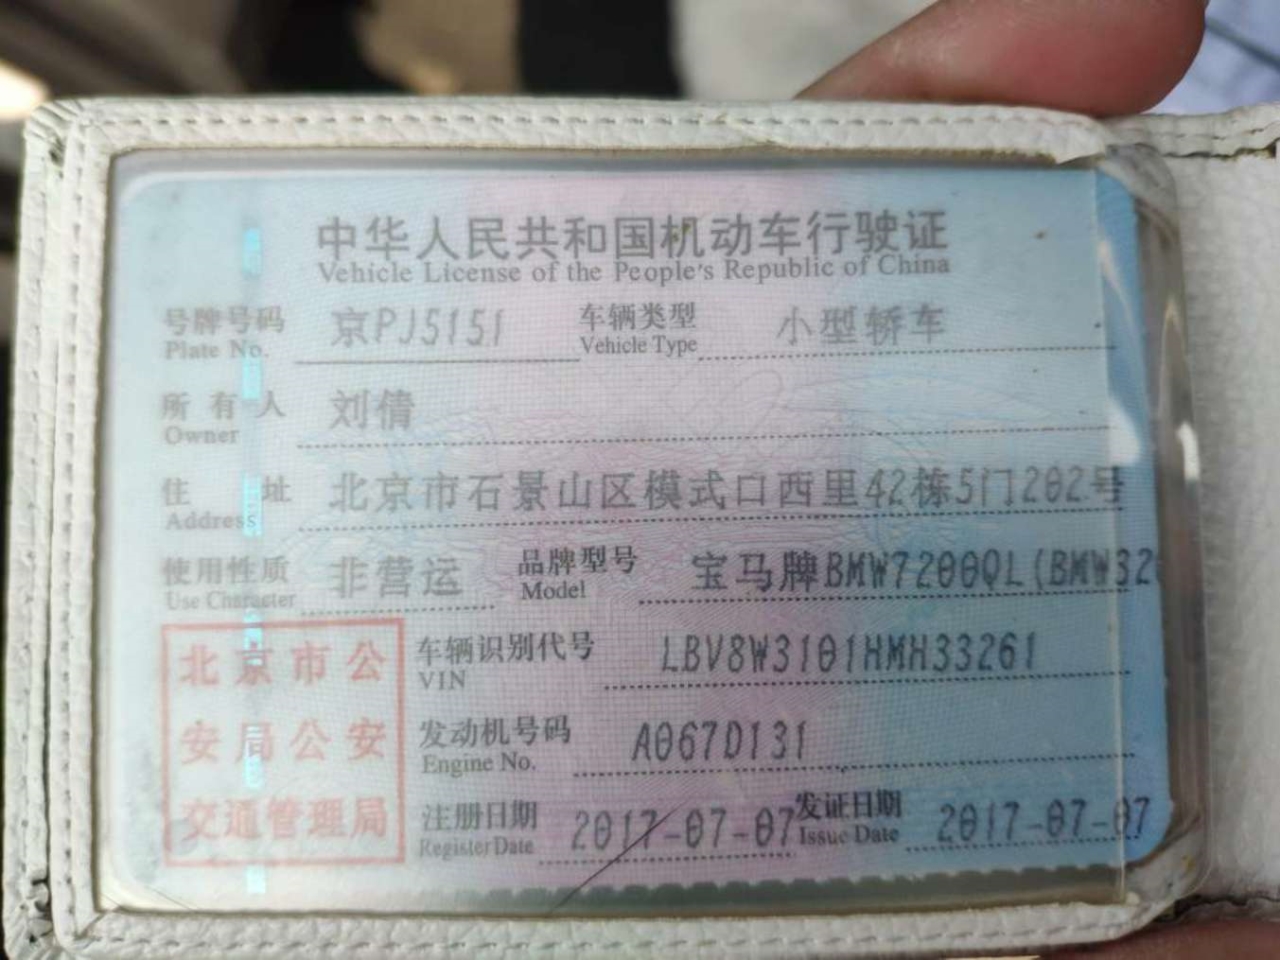 中华人民共和国机动车行驶证
Vehicle License of the People's Republic of China
号牌号码 京PJ5151 车辆类型 小型轿车
Plate No. Vehicle Type
所有人 刘倩
Owner
住址 北京市石景山区模式口西里42栋5门202号
Address
使用性质 非营运 品牌型号 宝马牌BMW7200QL(BMW32
Use Character Model
北京市公
安局公安
交通管理局
车辆识别代号 LBV8W3101HMH33261
VIN
发动机号码 A067D131
Engine No.
注册日期 2017-07-07 发证日期 2017-07-07
Register Date Issue Date